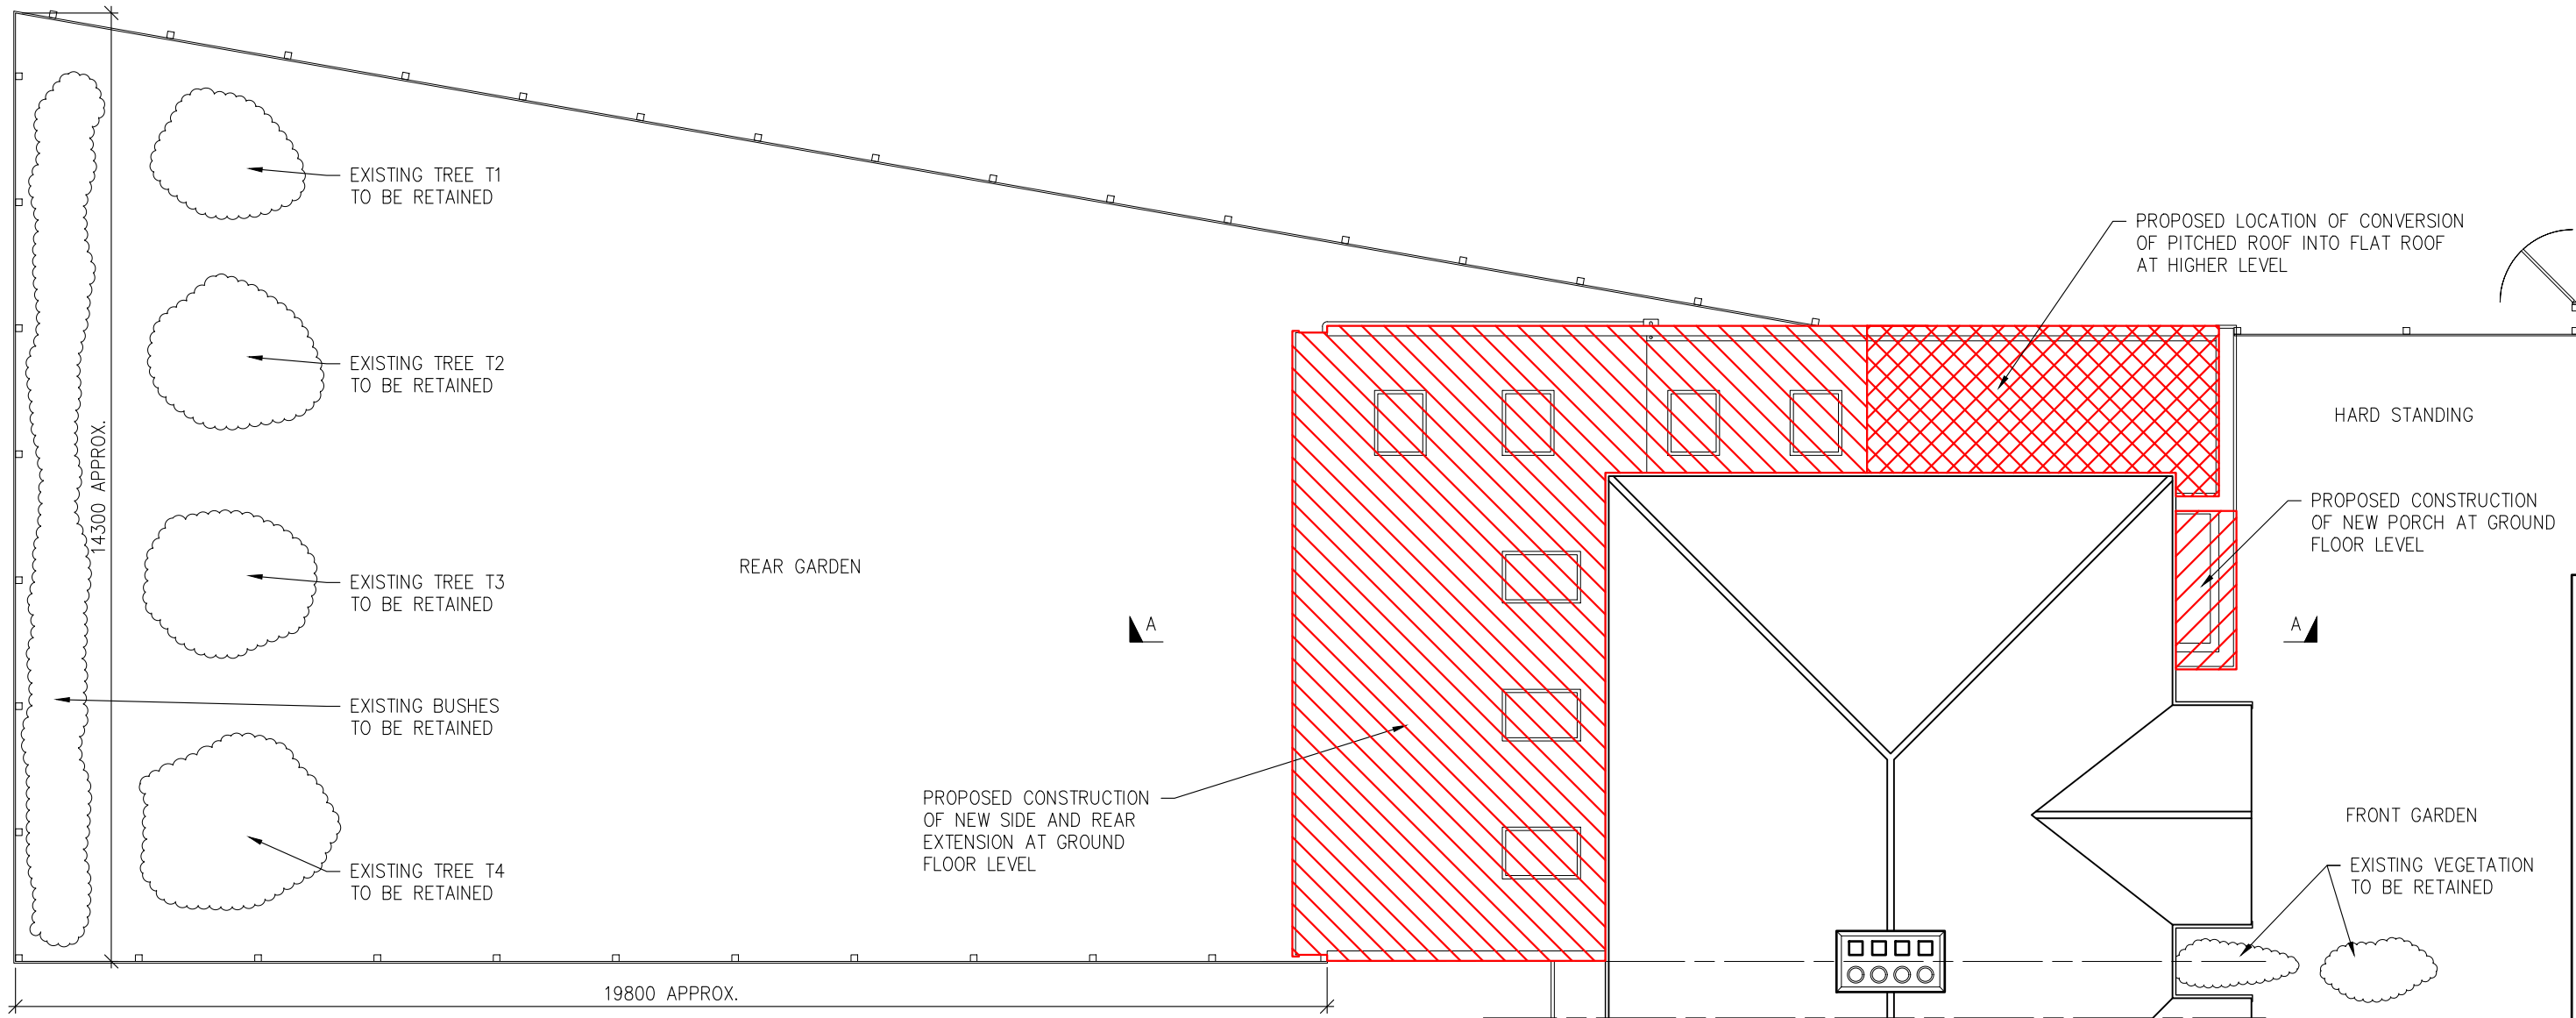 EXISTING TREE T1
TO BE RETAINED
PROPOSED LOCATION OF CONVERSION
OF PITCHED ROOF INTO FLAT ROOF
AT HIGHER LEVEL
EXISTING TREE T2
TO BE RETAINED
HARD STANDING
14300 APPROX.
PROPOSED CONSTRUCTION
OF NEW PORCH AT GROUND
FLOOR LEVEL
REAR GARDEN
EXISTING TREE T3
TO BE RETAINED
A
A
EXISTING BUSHES
TO BE RETAINED
PROPOSED CONSTRUCTION
OF NEW SIDE AND REAR
EXTENSION AT GROUND
FLOOR LEVEL
FRONT GARDEN
EXISTING TREE T4
TO BE RETAINED
EXISTING VEGETATION
TO BE RETAINED
19800 APPROX.